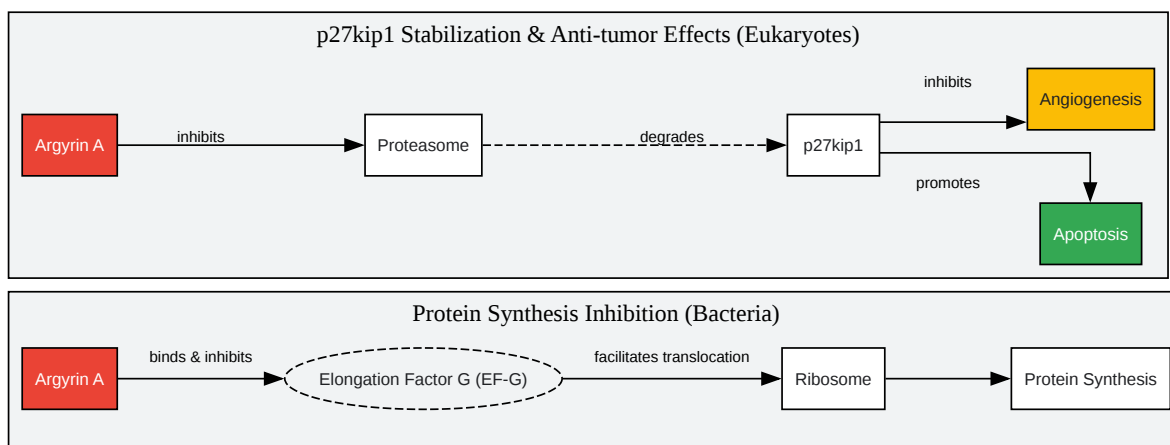 p27kip1 Stabilization & Anti-tumor Effects (Eukaryotes)
Argyrin A
inhibits
Proteasome
degrades
p27kip1
inhibits
Angiogenesis
promotes
Apoptosis
Protein Synthesis Inhibition (Bacteria)
Argyrin A
binds & inhibits
Elongation Factor G (EF-G)
facilitates translocation
Ribosome
Protein Synthesis